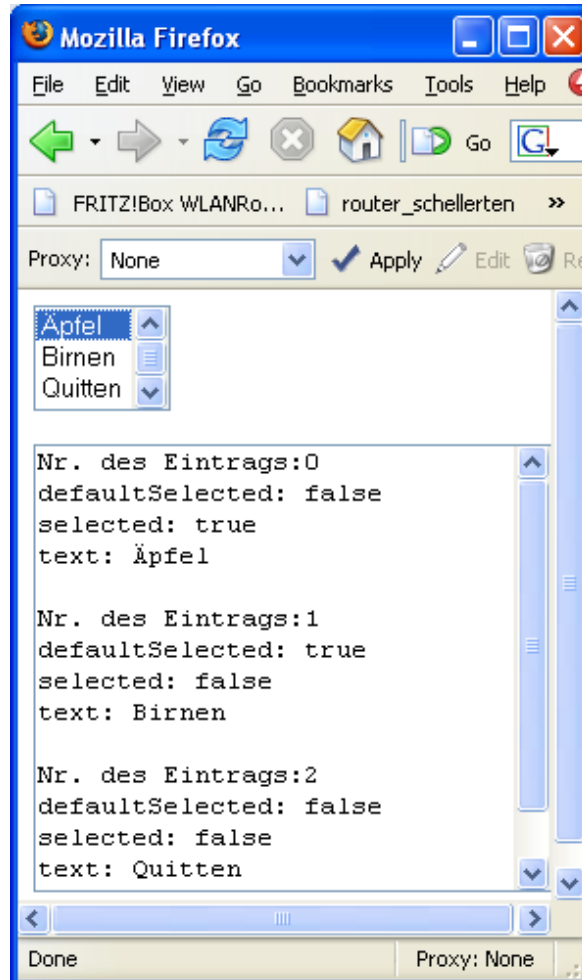 Mozilla Firefox
File Edit View Go Bookmarks Tools Help
Go G
FRITZ!Box WLANRo... router_schellerten »
Proxy: None Apply Edit Re
Äpfel
Birnen
Quitten
Nr. des Eintrags:0
defaultSelected: false
selected: true
text: Äpfel
Nr. des Eintrags:1
defaultSelected: true
selected: false
text: Birnen
Nr. des Eintrags:2
defaultSelected: false
selected: false
text: Quitten
Done Proxy: None